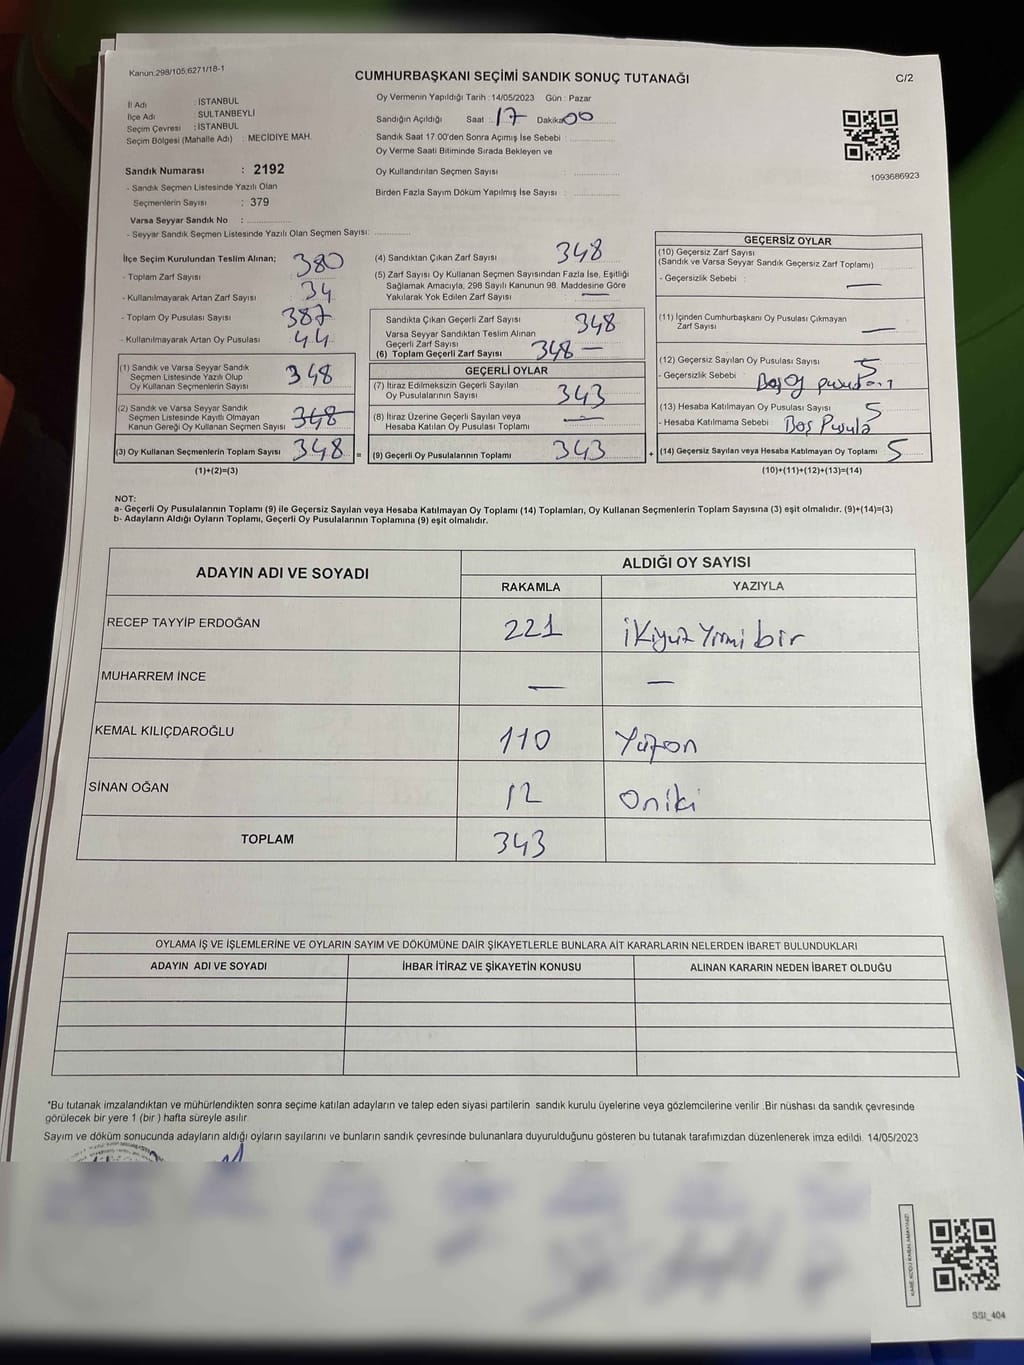 Kanun:298/105;6271/18-1
CUMHURBAŞKANI SEÇİMİ SANDIK SONUÇ TUTANAĞI
C/2
İl Adı : İSTANBUL
İlçe Adı : SULTANBEYLİ
Seçim Çevresi : İSTANBUL
Seçim Bölgesi (Mahalle Adı) : MECİDİYE MAH.
Sandık Numarası : 2192
- Sandık Seçmen Listesinde Yazılı Olan
Seçmenlerin Sayısı : 379
Varsa Seyyar Sandık No :
- Seyyar Sandık Seçmen Listesinde Yazılı Olan Seçmen Sayısı:
Oy Vermenin Yapıldığı Tarih : 14/05/2023 Gün : Pazar
Sandığın Açıldığı Saat : 17 Dakika 00
Sandık Saat 17.00'den Sonra Açımış İse Sebebi :
Oy Verme Saati Bitiminde Sırada Bekleyen ve
Oy Kullandırılan Seçmen Sayısı :
Birden Fazla Sayım Döküm Yapılmış İse Sayısı :
1093686923
İlçe Seçim Kurulundan Teslim Alınan; 380
- Toplam Zarf Sayısı
- Kullanılmayarak Artan Zarf Sayısı 34
- Toplam Oy Pusulası Sayısı 387
- Kullanılmayarak Artan Oy Pusulası 44
(1) Sandık ve Varsa Seyyar Sandık
Seçmen Listesinde Yazılı Olup
Oy Kullanan Seçmenlerin Sayısı 348
(2) Sandık ve Varsa Seyyar Sandık
Seçmen Listesinde Kayıtlı Olmayan
Kanun Gereği Oy Kullanan Seçmen Sayısı 348
(3) Oy Kullanan Seçmenlerin Toplam Sayısı 348 =
(1)+(2)=(3)
(4) Sandıktan Çıkan Zarf Sayısı 348
(5) Zarf Sayısı Oy Kullanan Seçmen Sayısından Fazla İse, Eşitliği
Sağlamak Amacıyla, 298 Sayılı Kanunun 98. Maddesine Göre
Yakılarak Yok Edilen Zarf Sayısı : —
Sandıkta Çıkan Geçerli Zarf Sayısı 348
Varsa Seyyar Sandıktan Teslim Alınan
Geçerli Zarf Sayısı
(6) Toplam Geçerli Zarf Sayısı 348 —
GEÇERLİ OYLAR
(7) İtiraz Edilmeksizin Geçerli Sayılan
Oy Pusulalarının Sayısı 343
(8) İtiraz Üzerine Geçerli Sayılan veya
Hesaba Katılan Oy Pusulası Toplamı —
(9) Geçerli Oy Pusulalarının Toplamı 343 +
GEÇERSİZ OYLAR
(10) Geçersiz Zarf Sayısı
(Sandık ve Varsa Seyyar Sandık Geçersiz Zarf Toplamı)
- Geçersizlik Sebebi : —
(11) İçinden Cumhurbaşkanı Oy Pusulası Çıkmayan
Zarf Sayısı —
(12) Geçersiz Sayılan Oy Pusulası Sayısı 5
- Geçersizlik Sebebi Boş oy pusulası
(13) Hesaba Katılmayan Oy Pusulası Sayısı 5
- Hesaba Katılmama Sebebi : Boş Pusula
(14) Geçersiz Sayılan veya Hesaba Katılmayan Oy Toplamı 5
(10)+(11)+(12)+(13)=(14)
NOT:
a- Geçerli Oy Pusulalarının Toplamı (9) ile Geçersiz Sayılan veya Hesaba Katılmayan Oy Toplamı (14) Toplamları, Oy Kullanan Seçmenlerin Toplam Sayısına (3) eşit olmalıdır. (9)+(14)=(3)
b- Adayların Aldığı Oyların Toplamı, Geçerli Oy Pusulalarının Toplamına (9) eşit olmalıdır.
ADAYIN ADI VE SOYADI
ALDIĞI OY SAYISI
RAKAMLA YAZIYLA
RECEP TAYYİP ERDOĞAN 221 ikiyüz yirmi bir
MUHARREM İNCE — —
KEMAL KILIÇDAROĞLU 110 Yüzon
SİNAN OĞAN 12 Oniki
TOPLAM 343
OYLAMA İŞ VE İŞLEMLERİNE VE OYLARIN SAYIM VE DÖKÜMÜNE DAİR ŞİKAYETLERLE BUNLARA AİT KARARLARIN NELERDEN İBARET BULUNDUKLARI
ADAYIN ADI VE SOYADI İHBAR İTİRAZ VE ŞİKAYETİN KONUSU ALINAN KARARIN NEDEN İBARET OLDUĞU
*Bu tutanak imzalandıktan ve mühürlendikten sonra seçime katılan adayların ve talep eden siyasi partilerin sandık kurulu üyelerine veya gözlemcilerine verilir .Bir nüshası da sandık çevresinde
görülecek bir yere 1 (bir ) hafta süreyle asılır.
Sayım ve döküm sonucunda adayların aldığı oyların sayılarını ve bunların sandık çevresinde bulunanlara duyurulduğunu gösteren bu tutanak tarafımızdan düzenlenerek imza edildi. 14/05/2023
KARE KODU KARALAMAYINIZ!
SSI_404